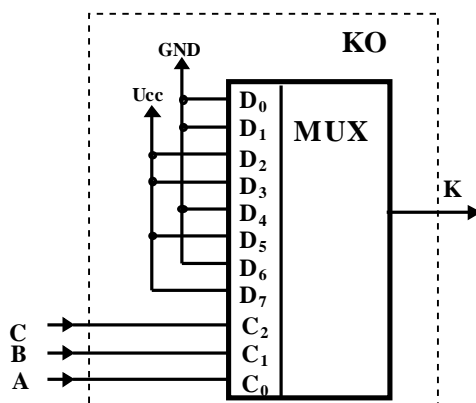 KO
GND
Ucc
D₀
D₁
MUX
D₂
D₃
K
D₄
D₅
D₆
D₇
C C₂
B C₁
A C₀